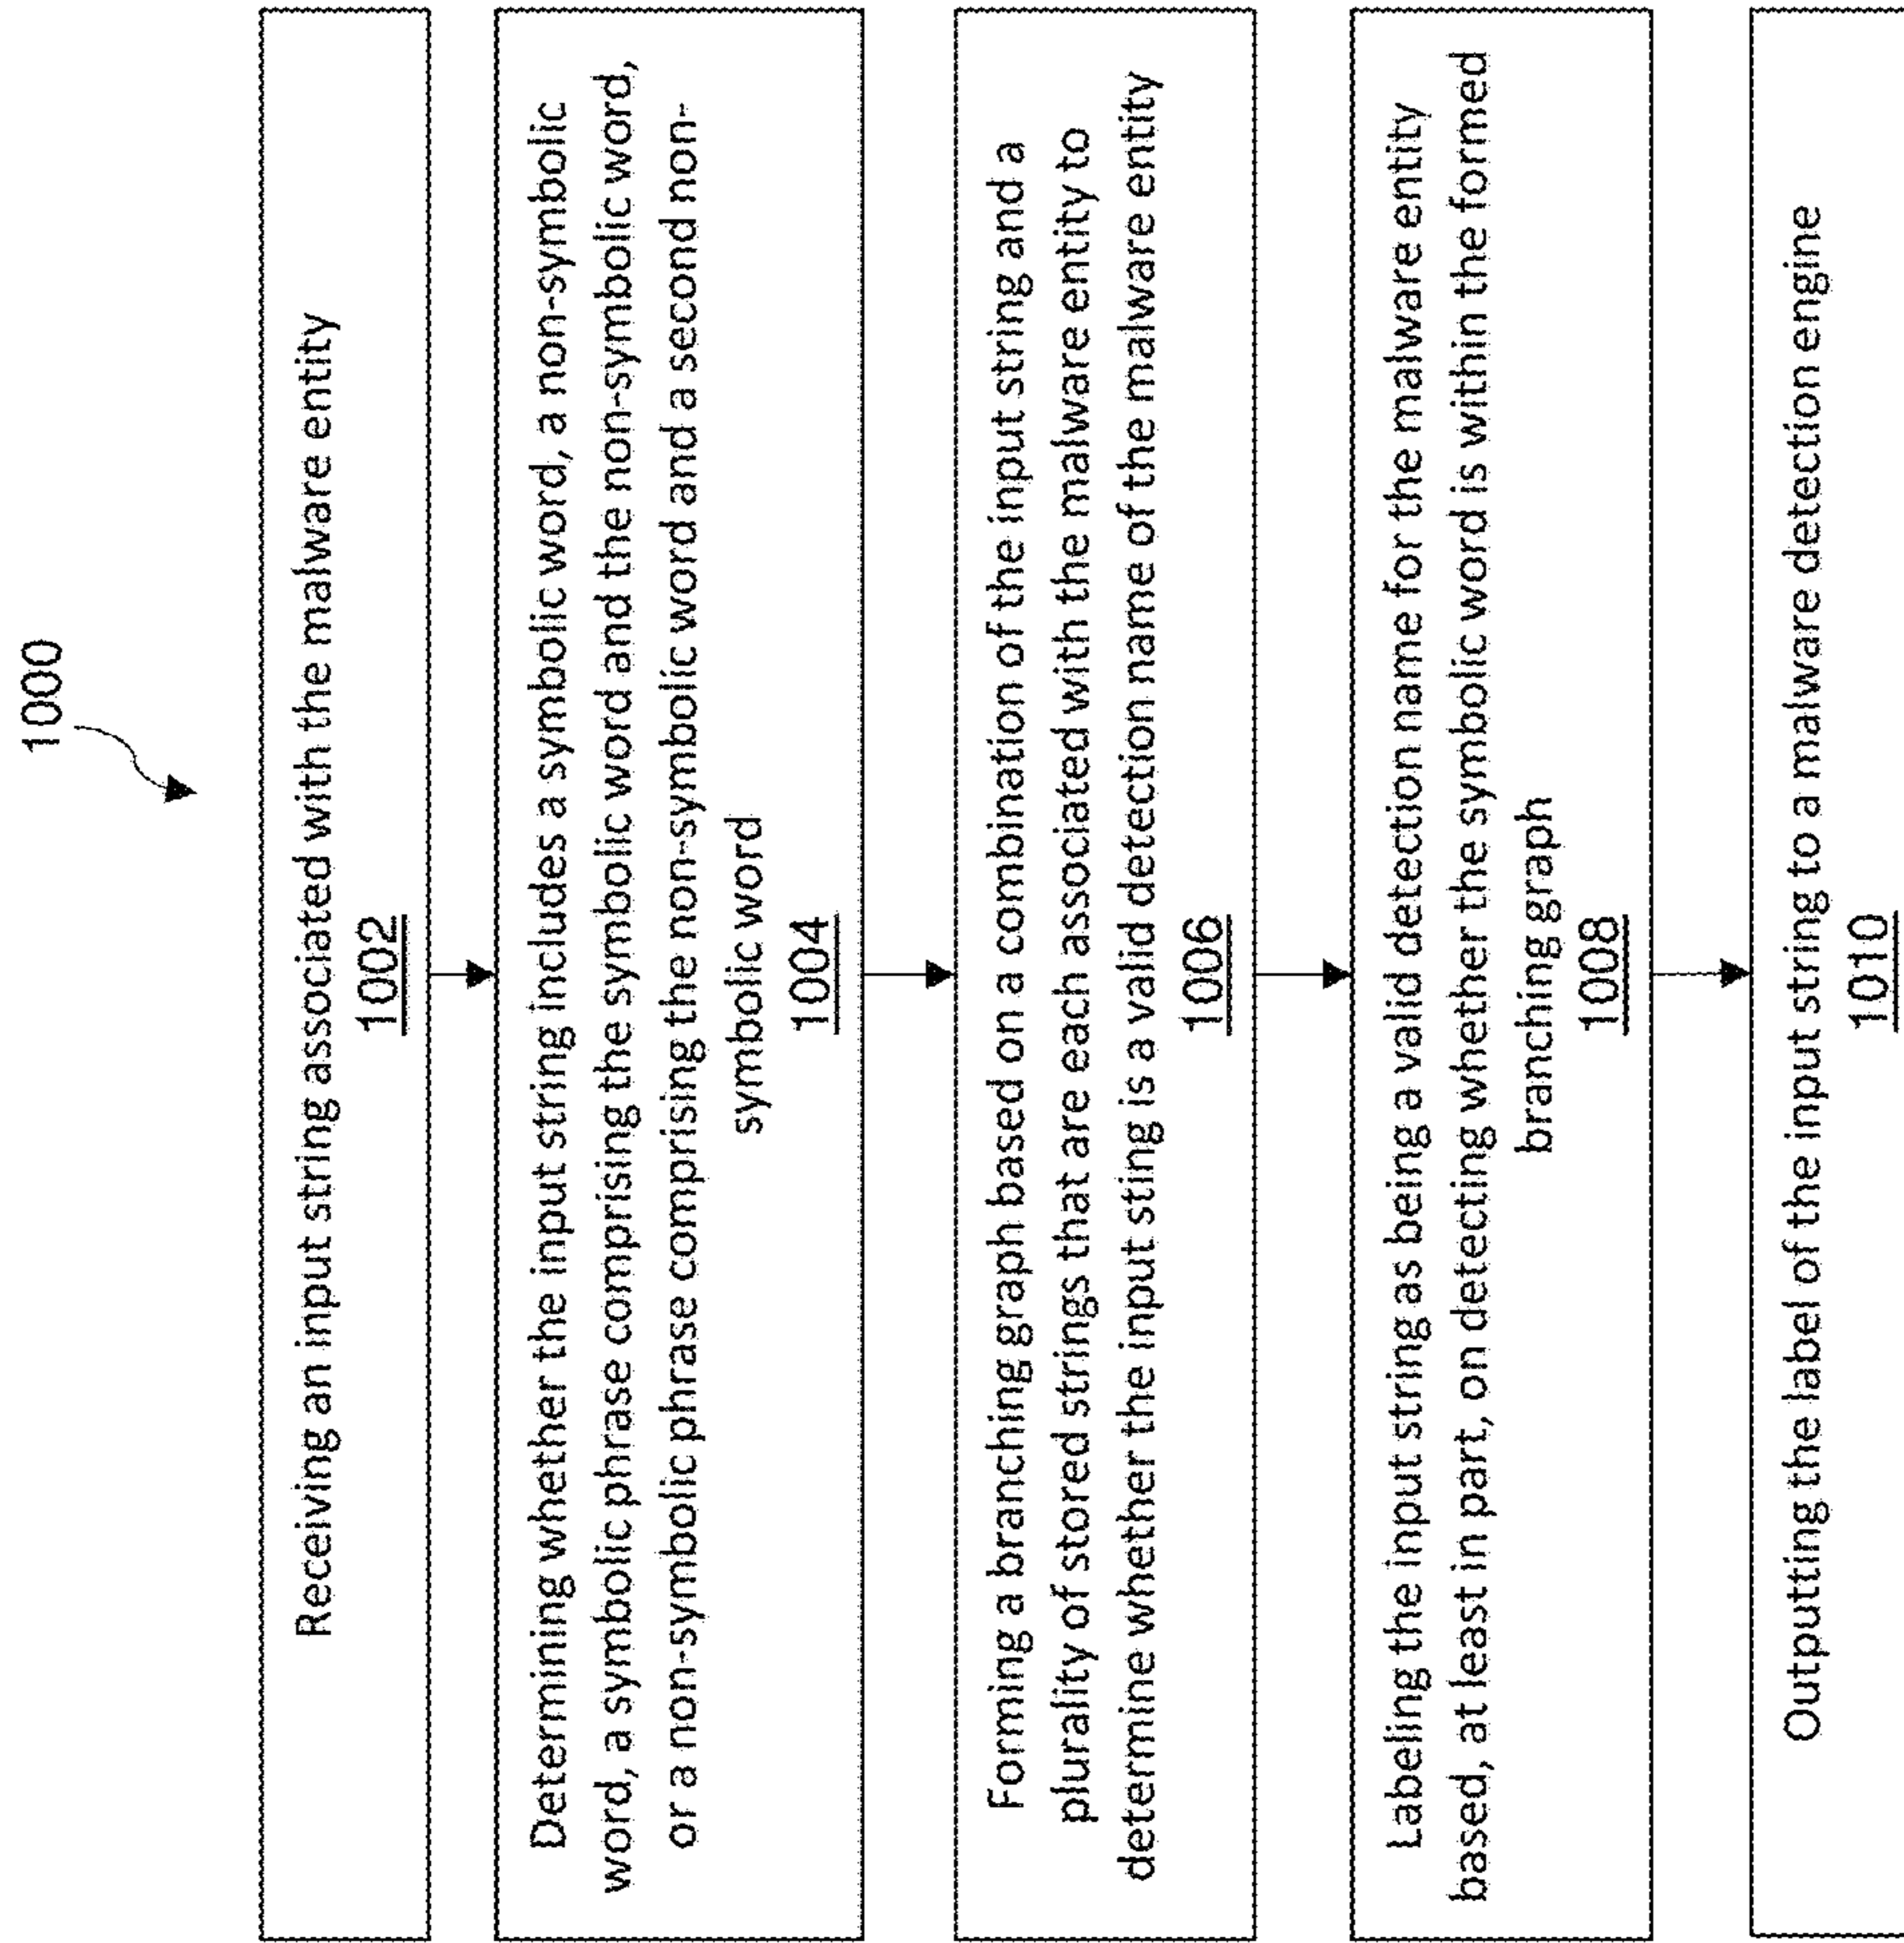 1000
Receiving an input string associated with the malware entity
1002
Determining whether the input string includes a symbolic word, a non-symbolic
word, a symbolic phrase comprising the symbolic word and the non-symbolic word,
or a non-symbolic phrase comprising the non-symbolic word and a second non-
symbolic word
1004
Forming a branching graph based on a combination of the input string and a
plurality of stored strings that are each associated with the malware entity to
determine whether the input sting is a valid detection name of the malware entity
1006
Labeling the input string as being a valid detection name for the malware entity
based, at least in part, on detecting whether the symbolic word is within the formed
branching graph
1008
Outputting the label of the input string to a malware detection engine
1010